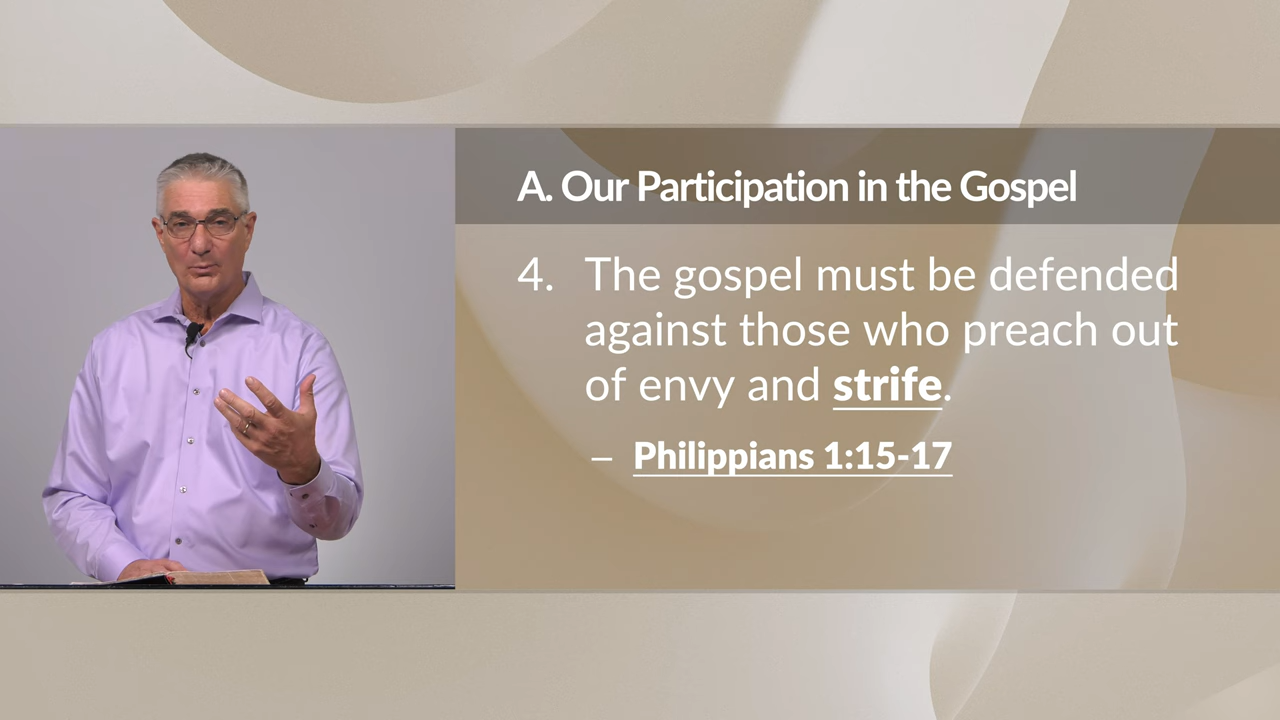 A. Our Participation in the Gospel
4. The gospel must be defended
against those who preach out
of envy and strife.
– Philippians 1:15-17